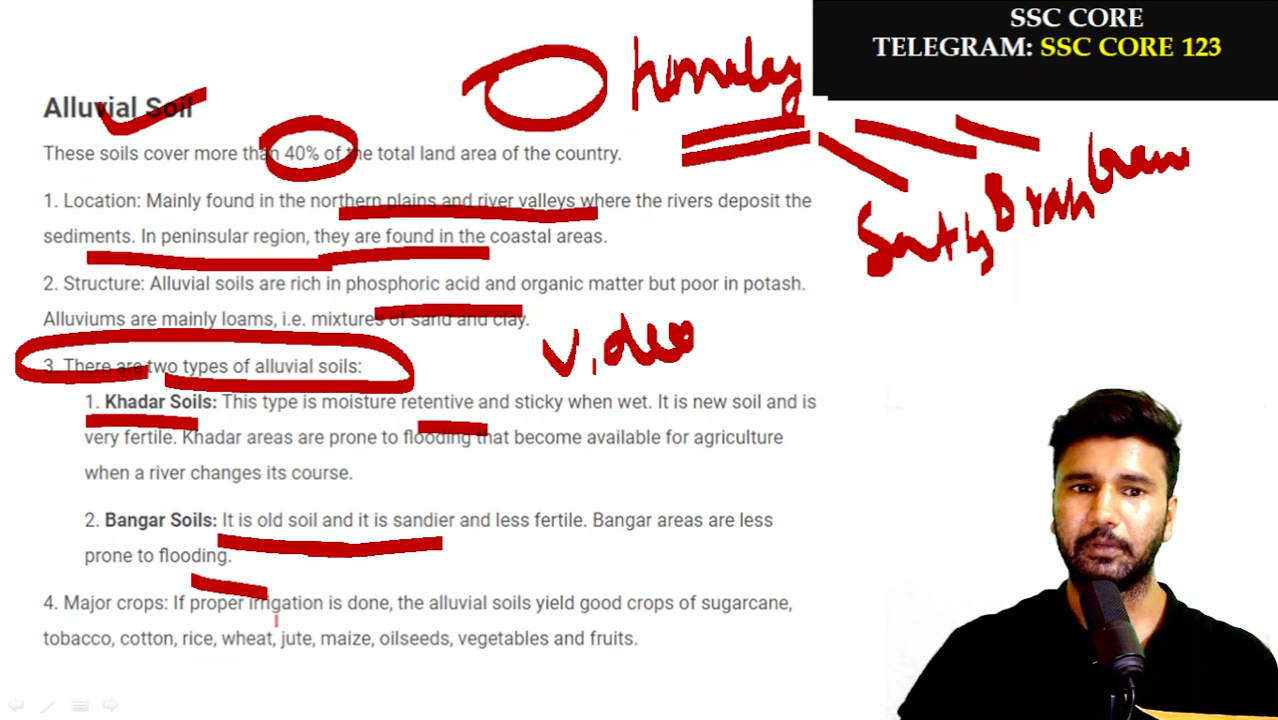 SSC CORE
TELEGRAM: SSC CORE 123
Alluvial Soil
These soils cover more than 40% of the total land area of the country.
1. Location: Mainly found in the northern plains and river valleys where the rivers deposit the
sediments. In peninsular region, they are found in the coastal areas.
2. Structure: Alluvial soils are rich in phosphoric acid and organic matter but poor in potash.
Alluviums are mainly loams, i.e. mixtures of sand and clay.
video
3. There are two types of alluvial soils:
1. Khadar Soils: This type is moisture retentive and sticky when wet. It is new soil and is
very fertile. Khadar areas are prone to flooding that become available for agriculture
when a river changes its course.
2. Bangar Soils: It is old soil and it is sandier and less fertile. Bangar areas are less
prone to flooding.
4. Major crops: If proper irrigation is done, the alluvial soils yield good crops of sugarcane,
tobacco, cotton, rice, wheat, jute, maize, oilseeds, vegetables and fruits.